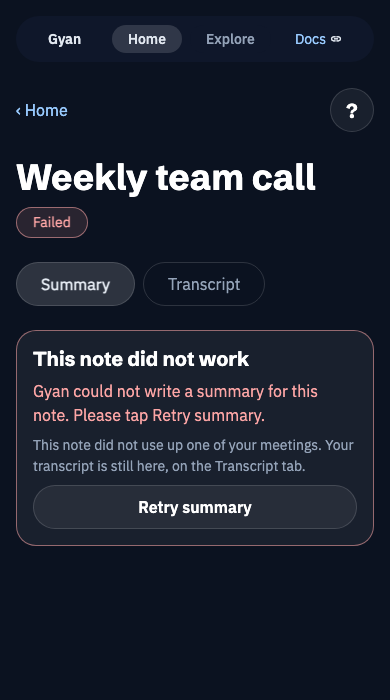 Gyan
Home
Explore
Docs
‹ Home
?
Weekly team call
Failed
Summary
Transcript
This note did not work
Gyan could not write a summary for this
note. Please tap Retry summary.
This note did not use up one of your meetings. Your
transcript is still here, on the Transcript tab.
Retry summary